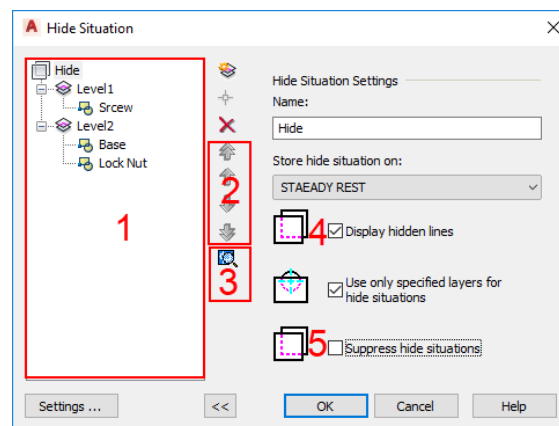 A Hide Situation
Hide
Level1
Srcew
Level2
Base
Lock Nut
1
2
3
Hide Situation Settings
Name:
Hide
Store hide situation on:
STAEADY REST
4 Display hidden lines
Use only specified layers for
hide situations
5 Suppress hide situations
Settings ...
<<
OK
Cancel
Help